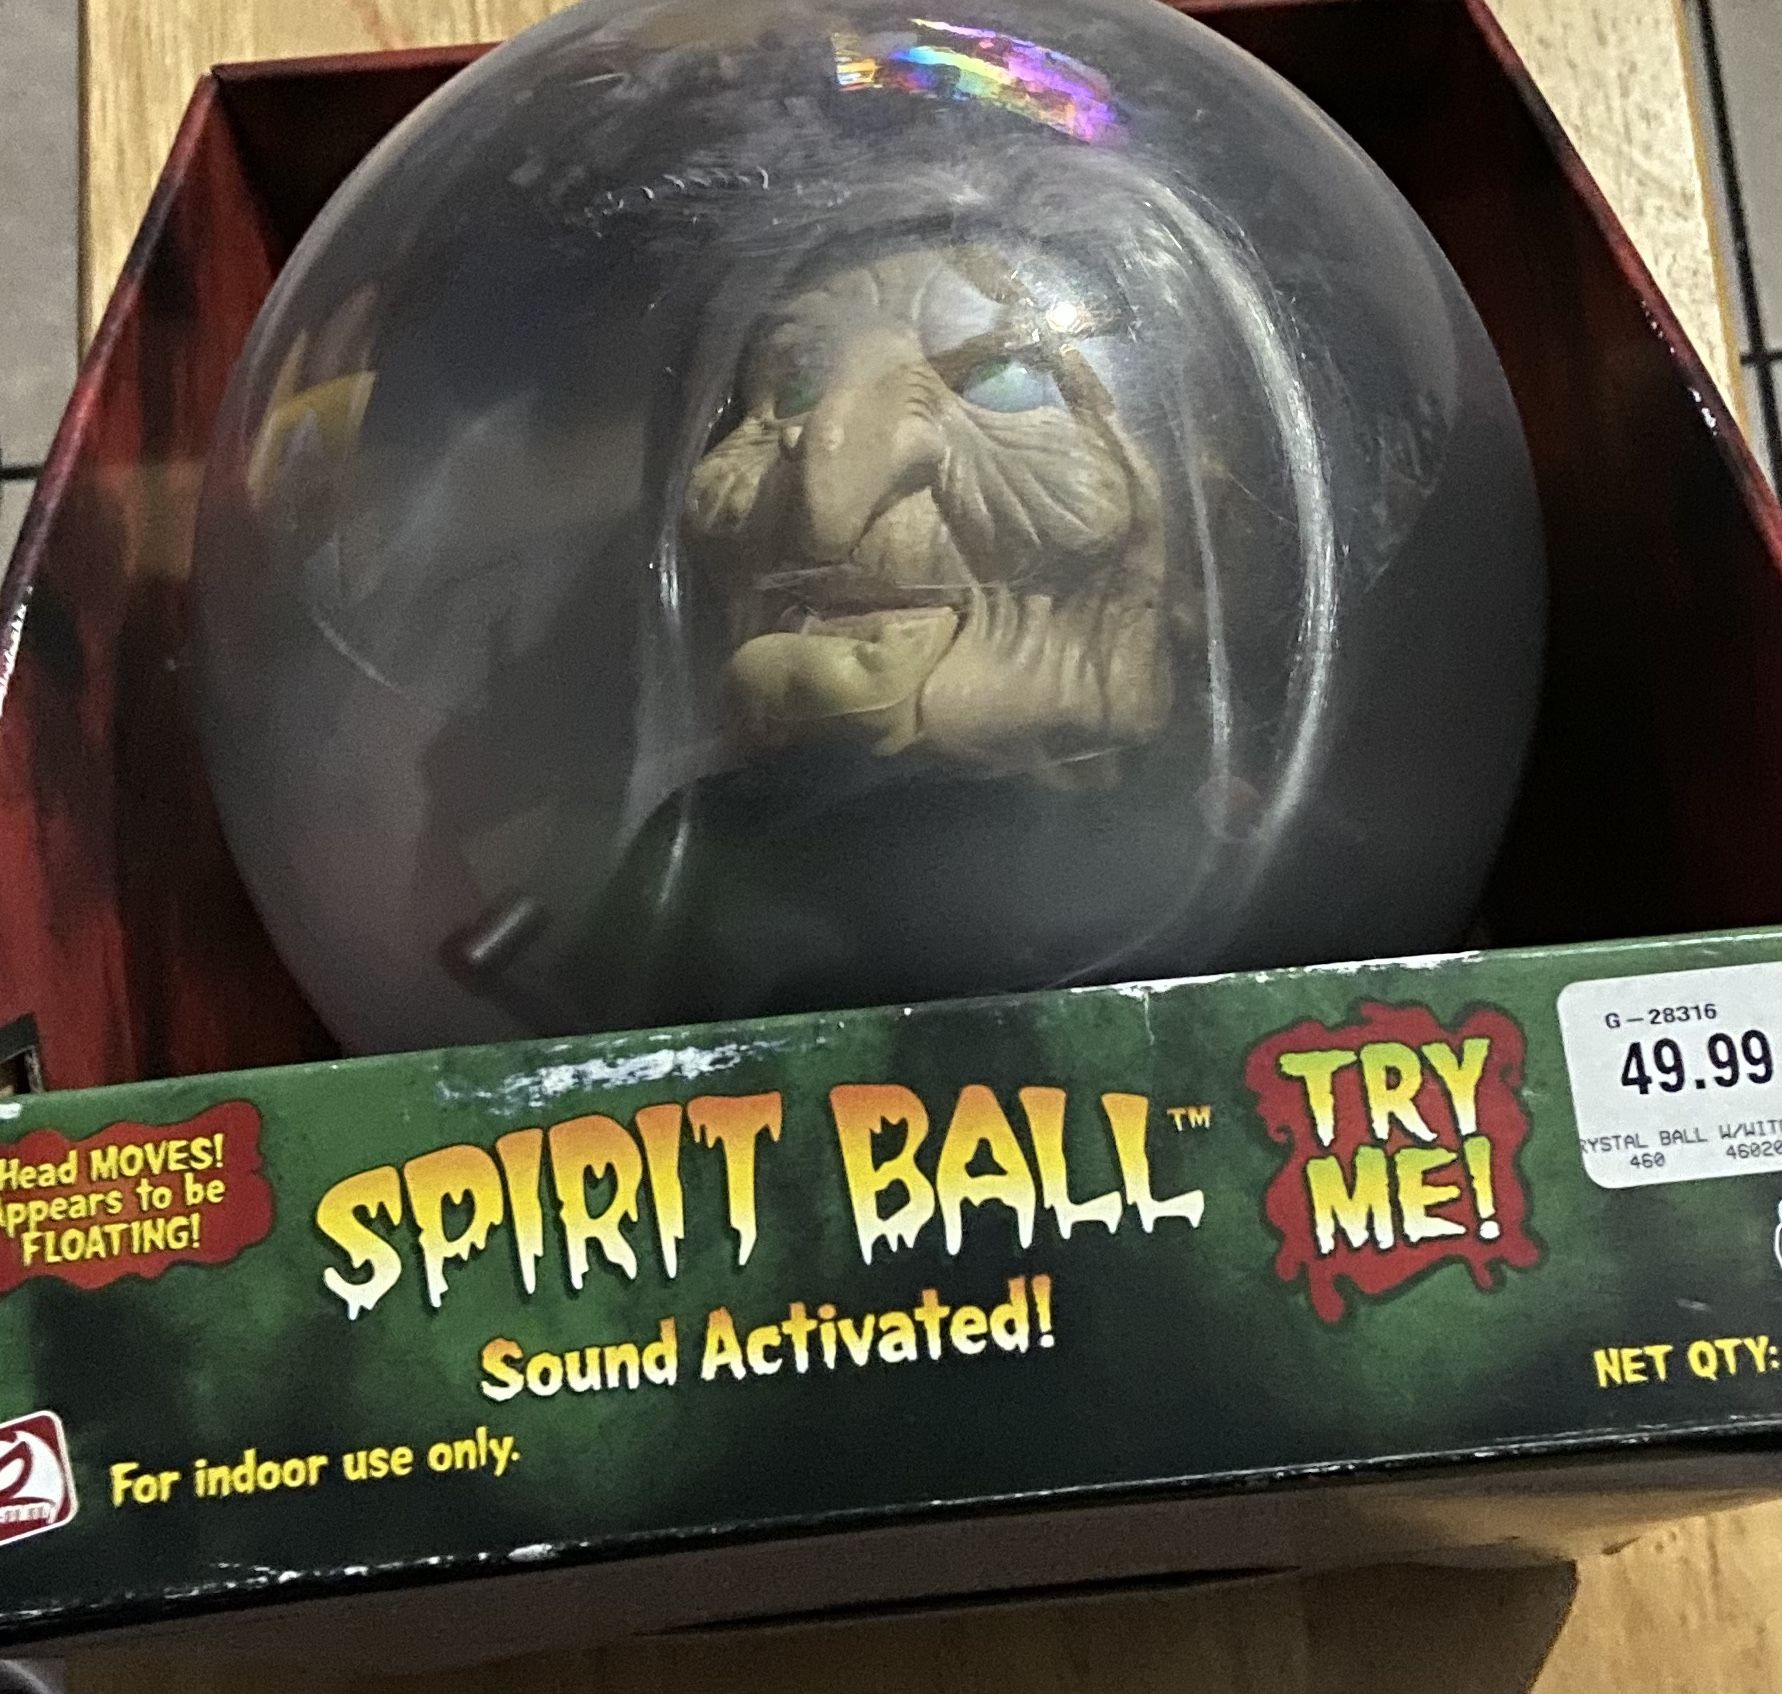 Head MOVES!
ppears to be
FLOATING!
SPIRIT BALL™
Sound Activated!
TRY
ME!
G-28316
49.99
RYSTAL BALL W/WIT
460 4602
For indoor use only.
NET QTY: